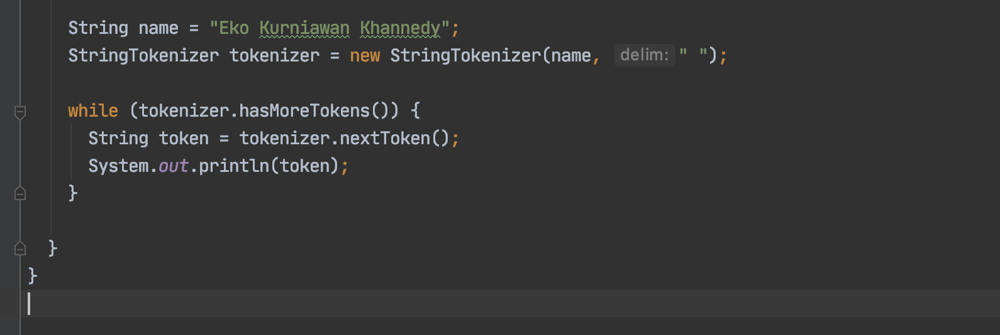 String name = "Eko Kurniawan Khannedy";
StringTokenizer tokenizer = new StringTokenizer(name, delim: " ");
while (tokenizer.hasMoreTokens()) {
String token = tokenizer.nextToken();
System.out.println(token);
}
}
}